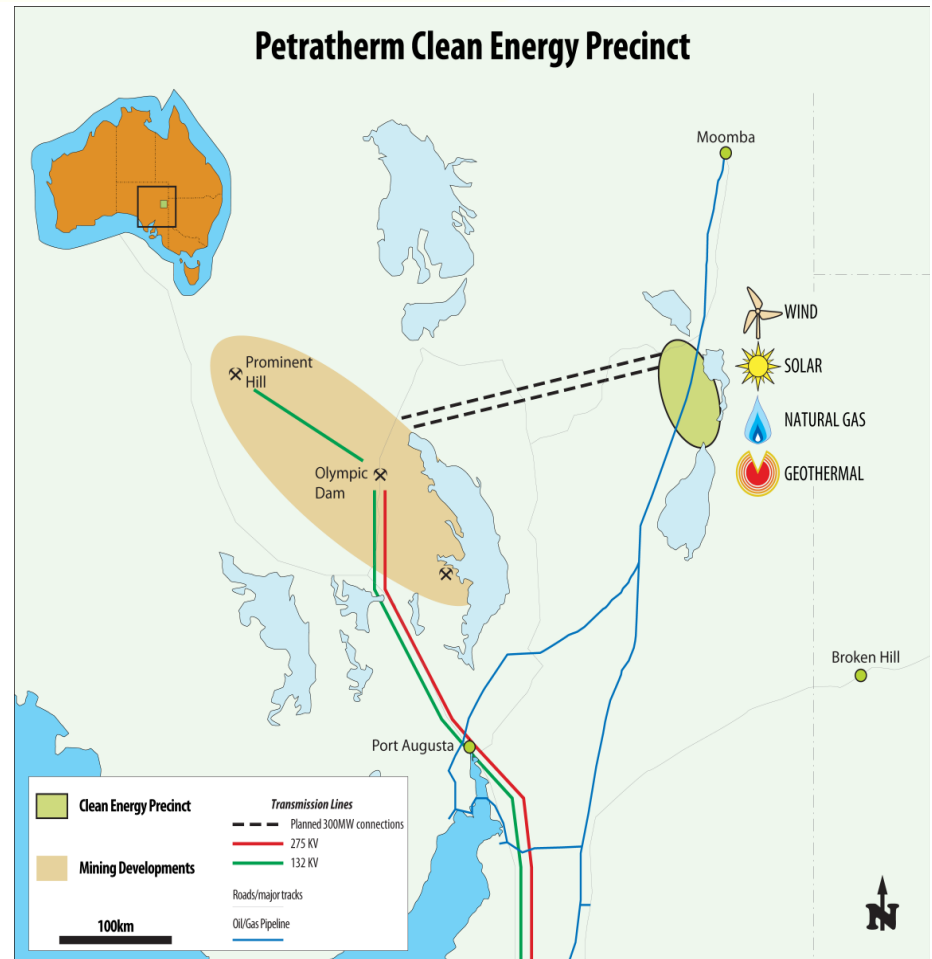 Petratherm Clean Energy Precinct
Moomba
WIND
SOLAR
NATURAL GAS
GEOTHERMAL
Prominent
Hill
Olympic
Dam
Broken Hill
Port Augusta
Clean Energy Precinct
Mining Developments
100km
Transmission Lines
Planned 300MW connections
275 KV
132 KV
Roads/major tracks
Oil/Gas Pipeline
N